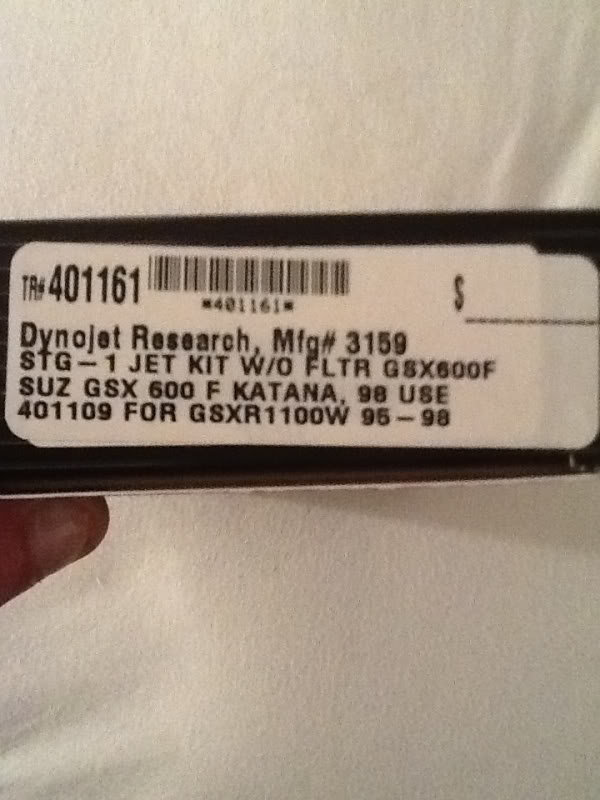 TR# 401161
*401161*
$
Dynojet Research, Mfg# 3159
STG-1 JET KIT W/O FLTR GSX600F
SUZ GSX 600 F KATANA, 98 USE
401109 FOR GSXR1100W 95-98